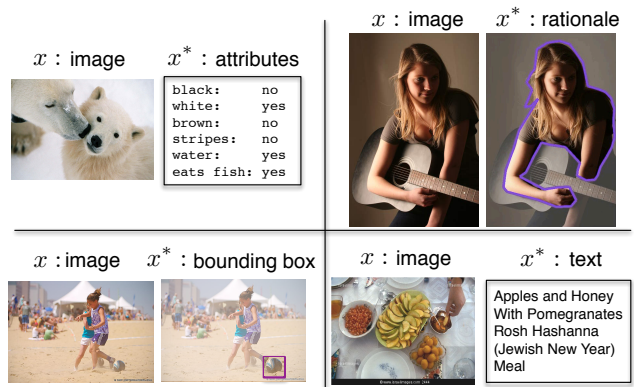 x : image
x* : attributes
black: no
white: yes
brown: no
stripes: no
water: yes
eats fish: yes
x : image
x* : rationale
x : image
x* : bounding box
x : image
x* : text
Apples and Honey
With Pomegranates
Rosh Hashanna
(Jewish New Year)
Meal